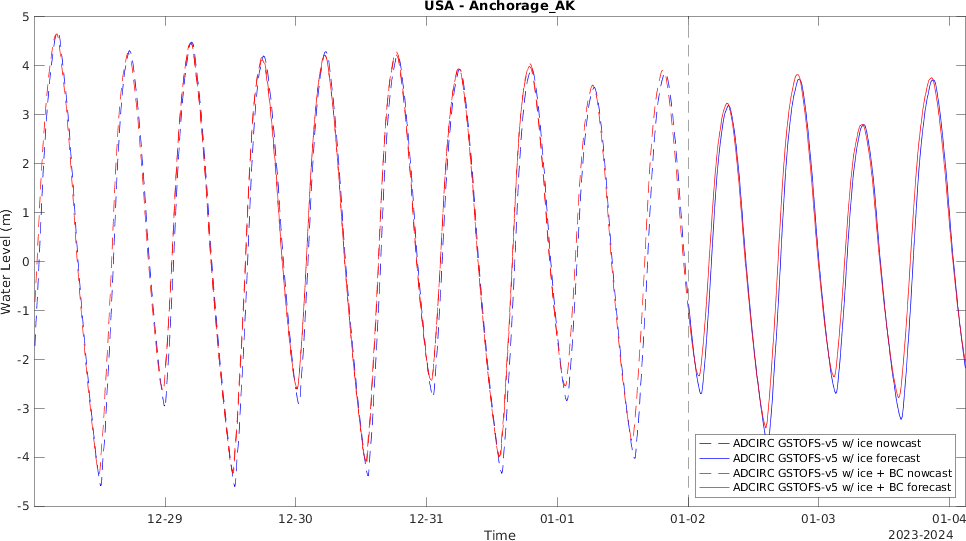 USA - Anchorage_AK
5
4
3
2
1
0
-1
-2
-3
-4
-5
Water Level (m)
12-29
12-30
12-31
01-01
01-02
01-03
01-04
Time
2023-2024
ADCIRC GSTOFS-v5 w/ ice nowcast
ADCIRC GSTOFS-v5 w/ ice forecast
ADCIRC GSTOFS-v5 w/ ice + BC nowcast
ADCIRC GSTOFS-v5 w/ ice + BC forecast